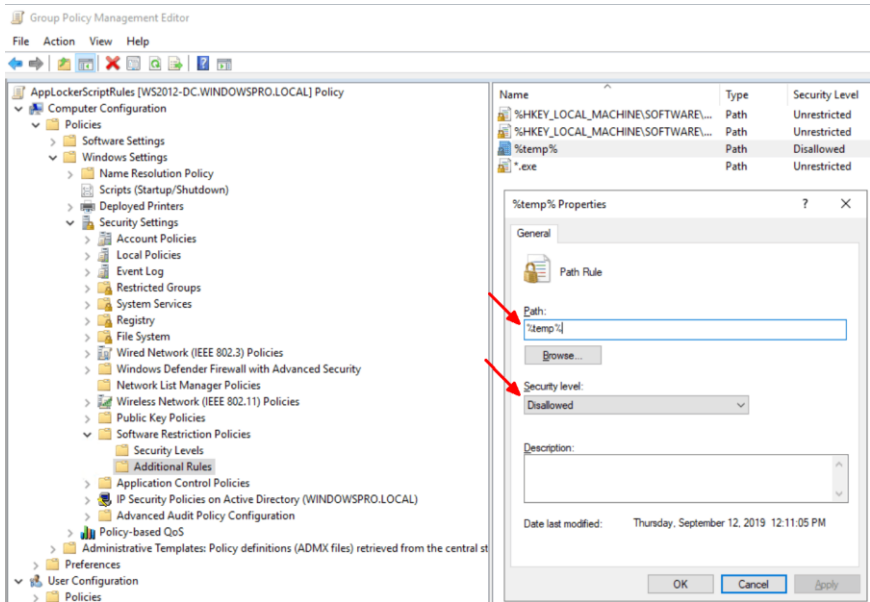 Group Policy Management Editor
File Action View Help
AppLockerScriptRules [WS2012-DC.WINDOWSPRO.LOCAL] Policy
Computer Configuration
Policies
Software Settings
Windows Settings
Name Resolution Policy
Scripts (Startup/Shutdown)
Deployed Printers
Security Settings
Account Policies
Local Policies
Event Log
Restricted Groups
System Services
Registry
File System
Wired Network (IEEE 802.3) Policies
Windows Defender Firewall with Advanced Security
Network List Manager Policies
Wireless Network (IEEE 802.11) Policies
Public Key Policies
Software Restriction Policies
Security Levels
Additional Rules
Application Control Policies
IP Security Policies on Active Directory (WINDOWSPRO.LOCAL)
Advanced Audit Policy Configuration
Policy-based QoS
Administrative Templates: Policy definitions (ADMX files) retrieved from the central st
Preferences
User Configuration
Policies
Name Type Security Level
%HKEY_LOCAL_MACHINE\SOFTWARE\... Path Unrestricted
%HKEY_LOCAL_MACHINE\SOFTWARE\... Path Unrestricted
%temp% Path Disallowed
*.exe Path Unrestricted
%temp% Properties ? X
General
Path Rule
Path:
%temp%
Browse...
Security level:
Disallowed
Description:
Date last modified: Thursday, September 12, 2019 12:11:05 PM
OK Cancel Apply